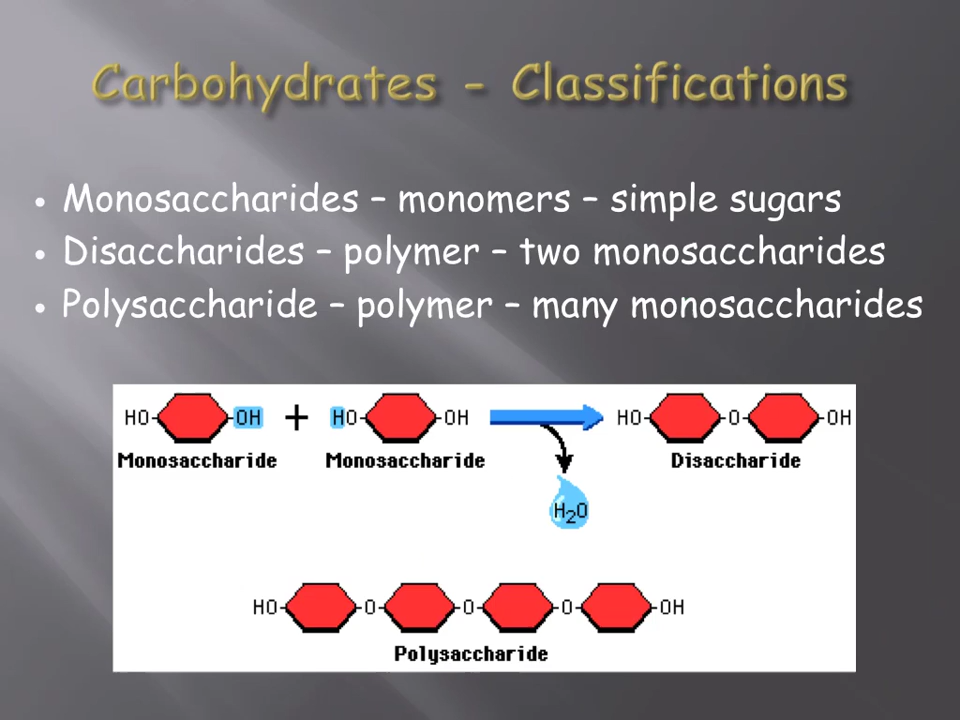 Carbohydrates - Classifications
• Monosaccharides – monomers – simple sugars
• Disaccharides – polymer – two monosaccharides
• Polysaccharide – polymer – many monosaccharides
HO OH + HO OH HO O OH
Monosaccharide Monosaccharide Disaccharide
H₂O
HO O O O OH
Polysaccharide